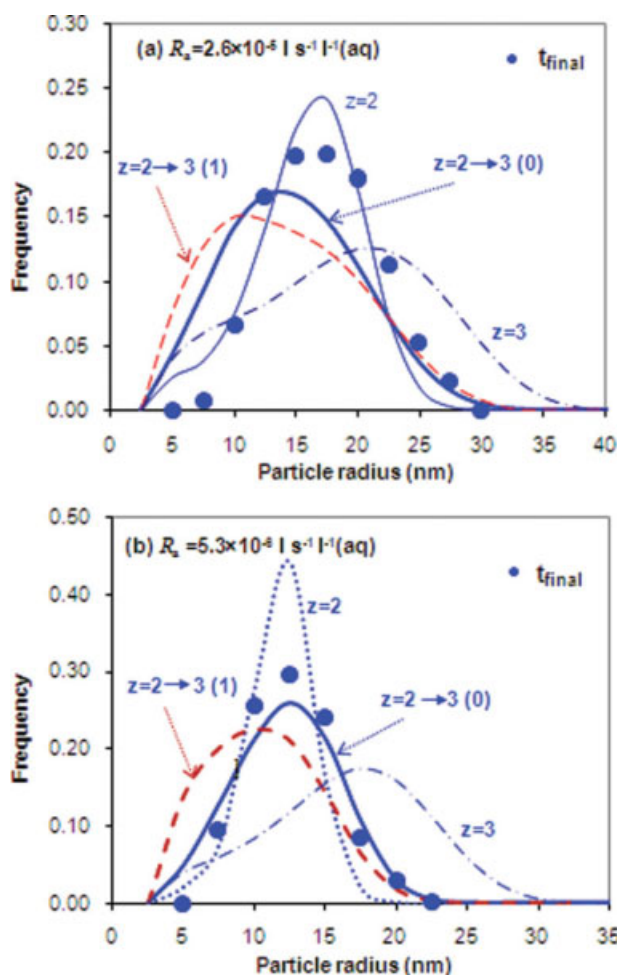 (a) Rₐ=2.6×10⁻⁵ l s⁻¹ l⁻¹(aq)
t_final
z=2
z=2→3 (1)
z=2→3 (0)
z=3
Frequency
0.30
0.25
0.20
0.15
0.10
0.05
0.00
0 5 10 15 20 25 30 35 40
Particle radius (nm)
(b) Rₐ =5.3×10⁻⁶ l s⁻¹ l⁻¹(aq)
t_final
z=2
z=2→3 (1)
z=2→3 (0)
z=3
Frequency
0.50
0.40
0.30
0.20
0.10
0.00
0 5 10 15 20 25 30 35
Particle radius (nm)